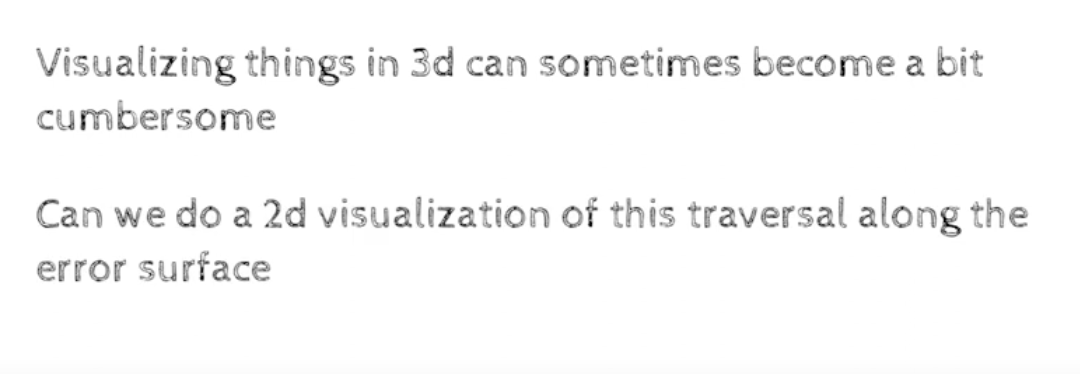 Visualizing things in 3d can sometimes become a bit
cumbersome
Can we do a 2d visualization of this traversal along the
error surface